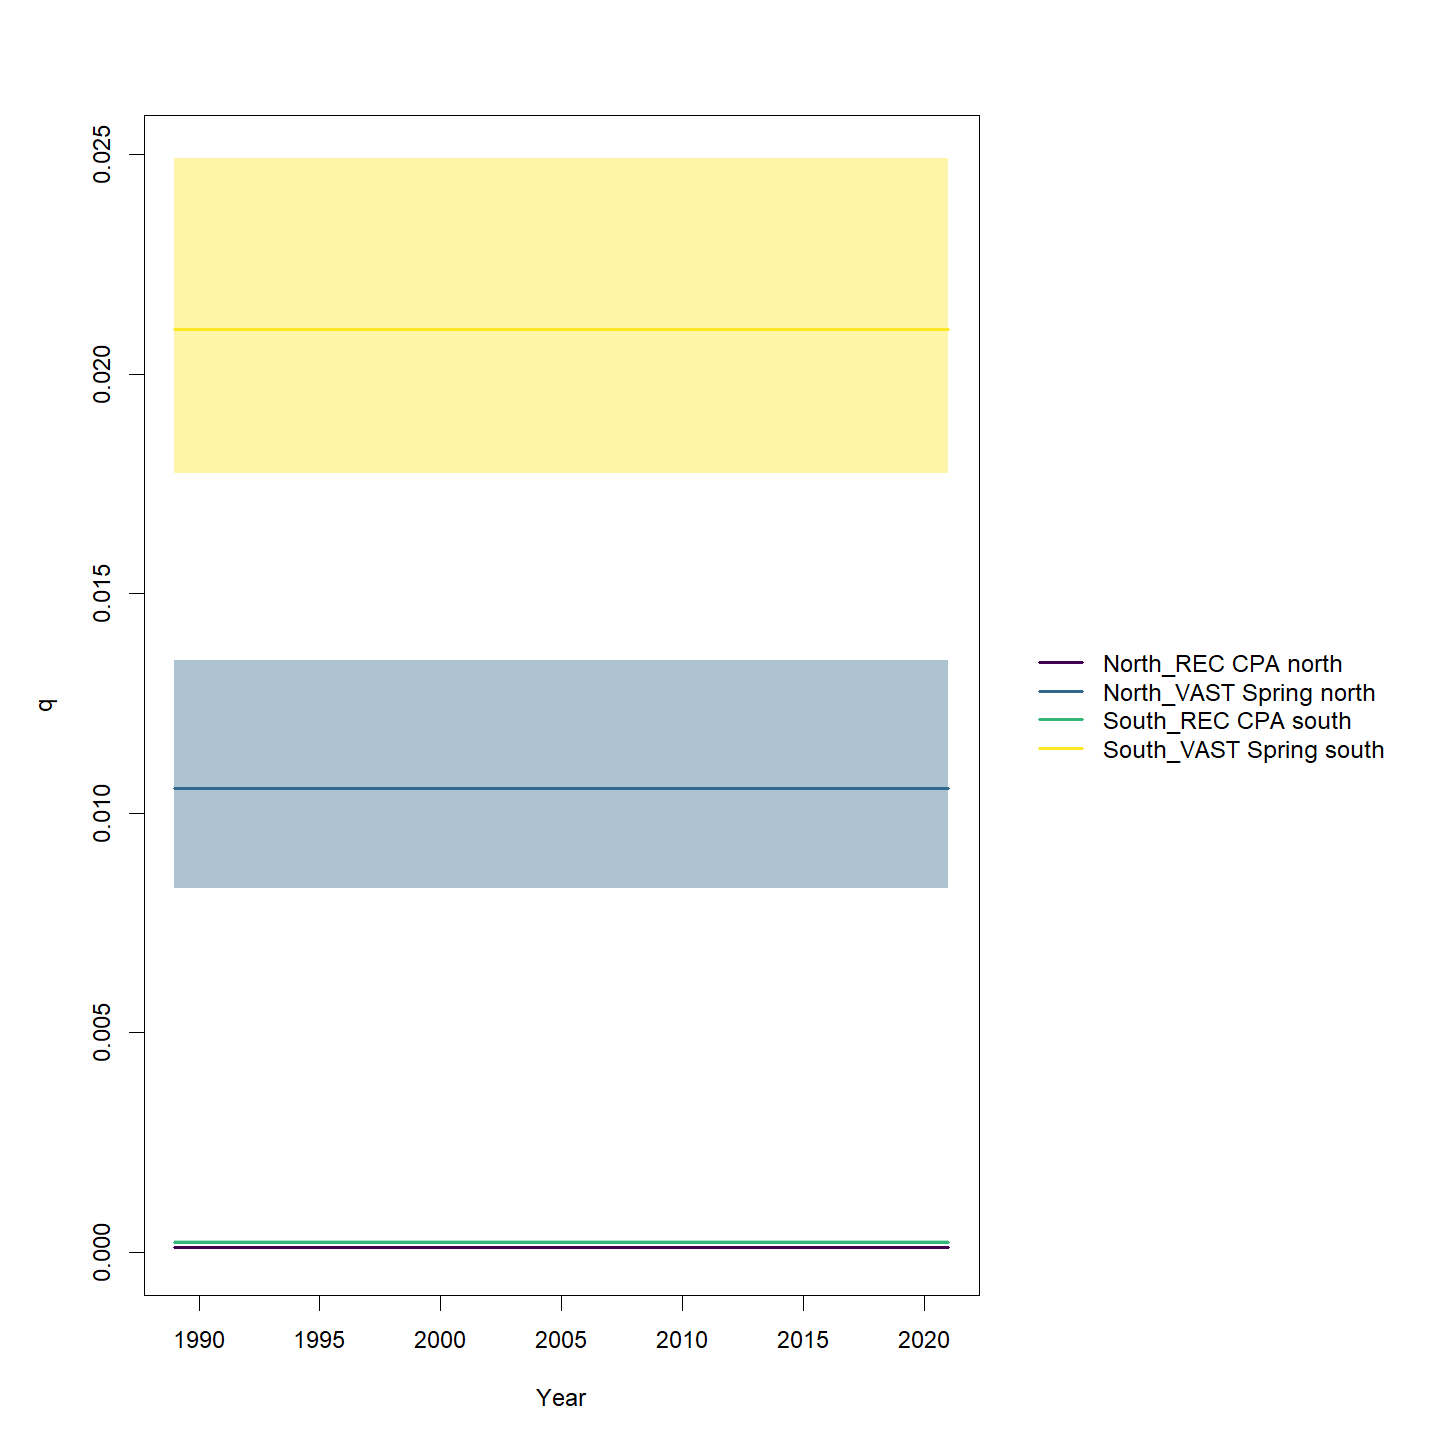 0.025
0.020
0.015
0.010
0.005
0.000
q
1990 1995 2000 2005 2010 2015 2020
Year
North_REC CPA north
North_VAST Spring north
South_REC CPA south
South_VAST Spring south